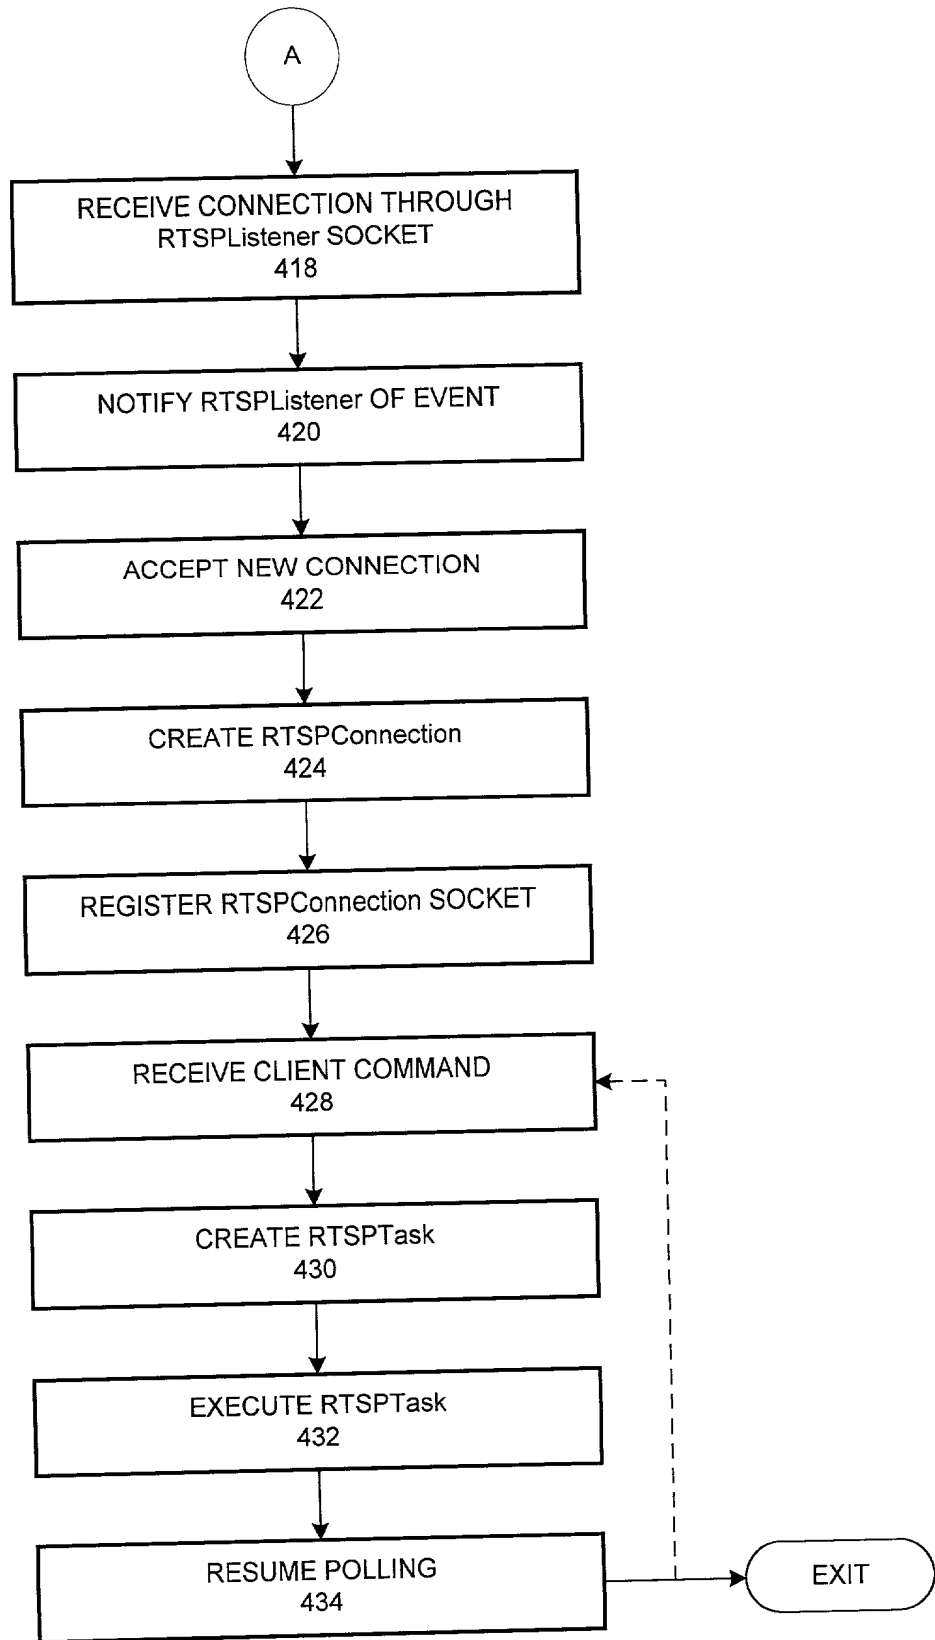 A
RECEIVE CONNECTION THROUGH
RTSPListener SOCKET
418
NOTIFY RTSPListener OF EVENT
420
ACCEPT NEW CONNECTION
422
CREATE RTSPConnection
424
REGISTER RTSPConnection SOCKET
426
RECEIVE CLIENT COMMAND
428
CREATE RTSPTask
430
EXECUTE RTSPTask
432
RESUME POLLING
434
EXIT